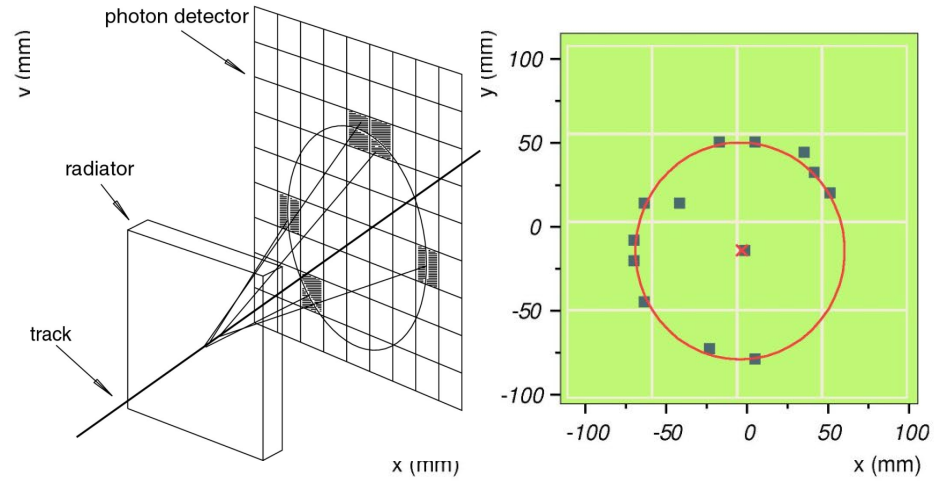 photon detector
radiator
track
v (mm)
x (mm)
y (mm)
100
50
0
-50
-100
-100
-50
0
50
100
x (mm)